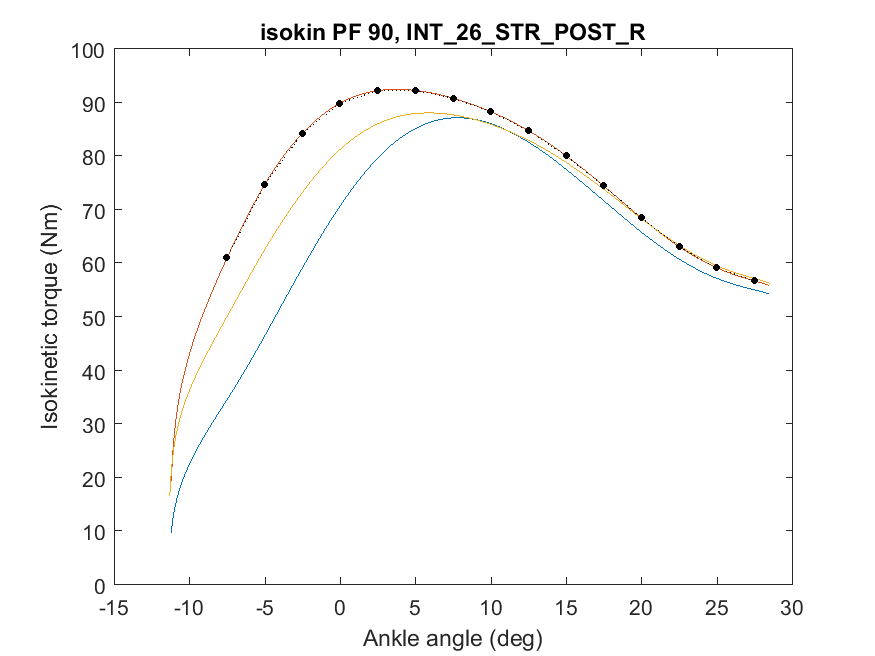 isokin PF 90, INT_26_STR_POST_R
100
90
80
70
60
50
40
30
20
10
0
Isokinetic torque (Nm)
-15 -10 -5 0 5 10 15 20 25 30
Ankle angle (deg)